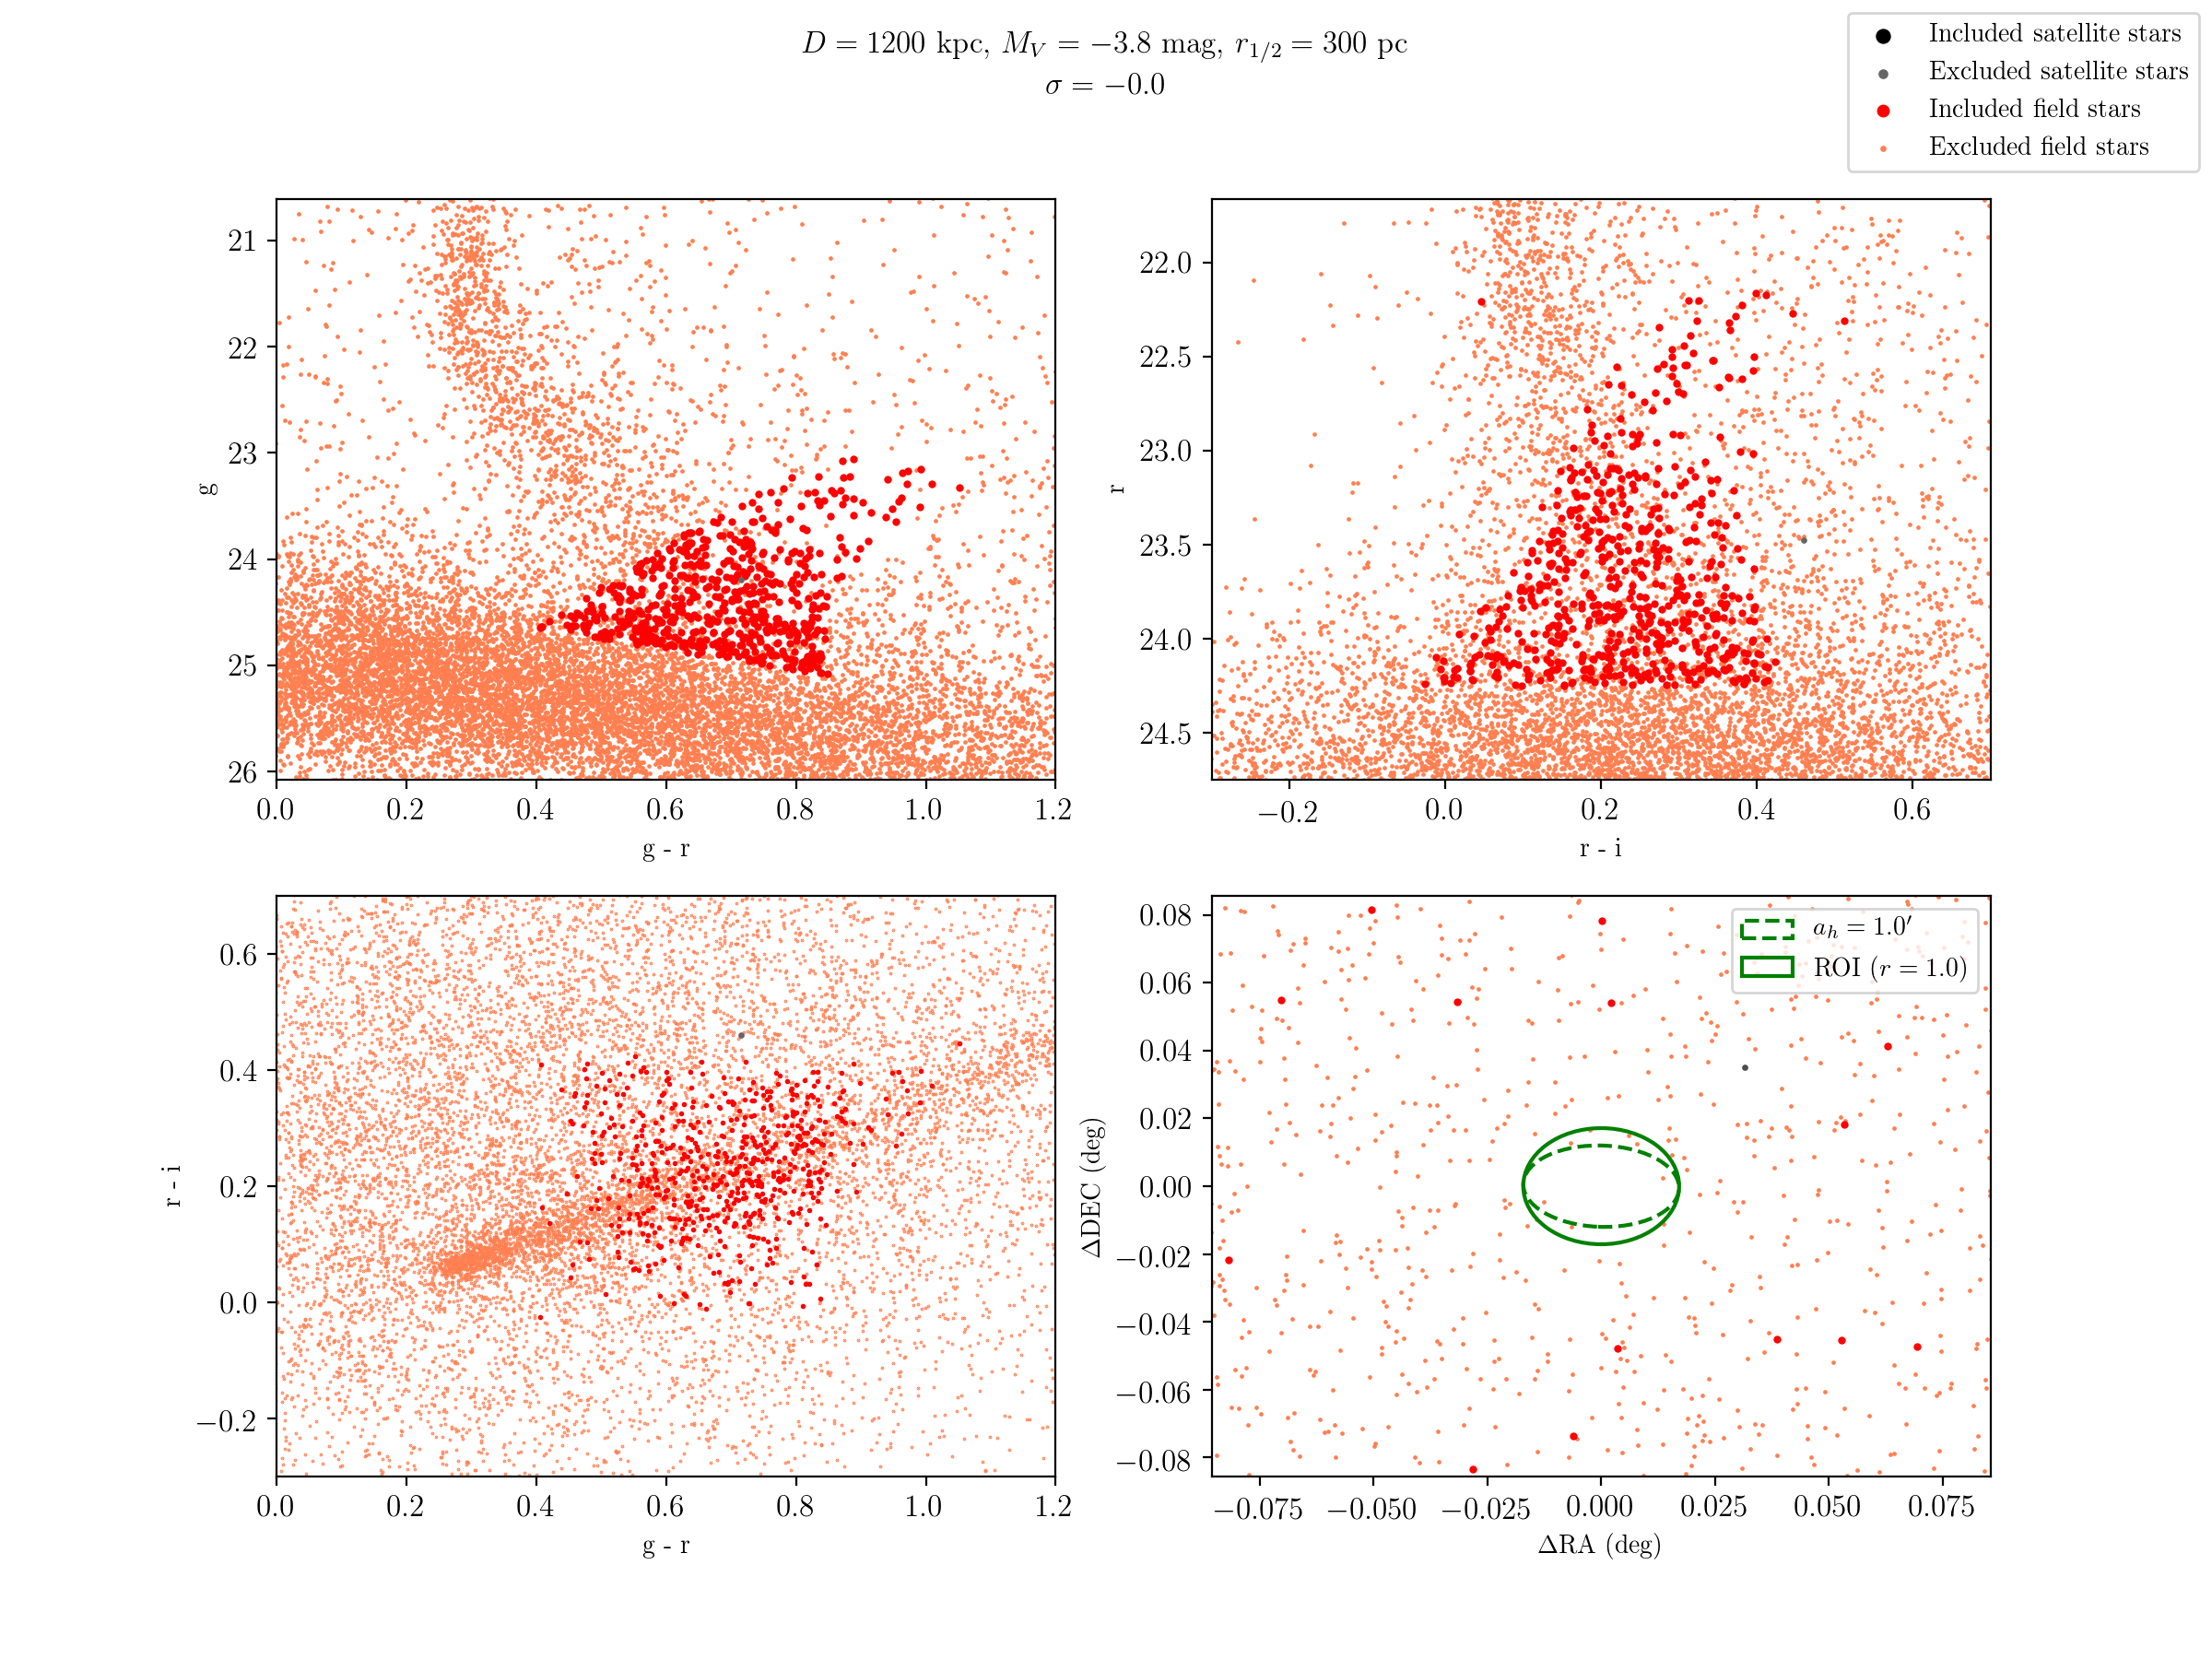 D = 1200 kpc, M_V = −3.8 mag, r_{1/2} = 300 pc
σ = −0.0
Included satellite stars
Excluded satellite stars
Included field stars
Excluded field stars
21
22
23
24
25
26
g
0.0 0.2 0.4 0.6 0.8 1.0 1.2
g - r
22.0
22.5
23.0
23.5
24.0
24.5
r
−0.2 0.0 0.2 0.4 0.6
r - i
0.6
0.4
0.2
0.0
−0.2
r - i
0.0 0.2 0.4 0.6 0.8 1.0 1.2
g - r
a_h = 1.0′
ROI (r = 1.0)
0.08
0.06
0.04
0.02
0.00
−0.02
−0.04
−0.06
−0.08
ΔDEC (deg)
−0.075 −0.050 −0.025 0.000 0.025 0.050 0.075
ΔRA (deg)